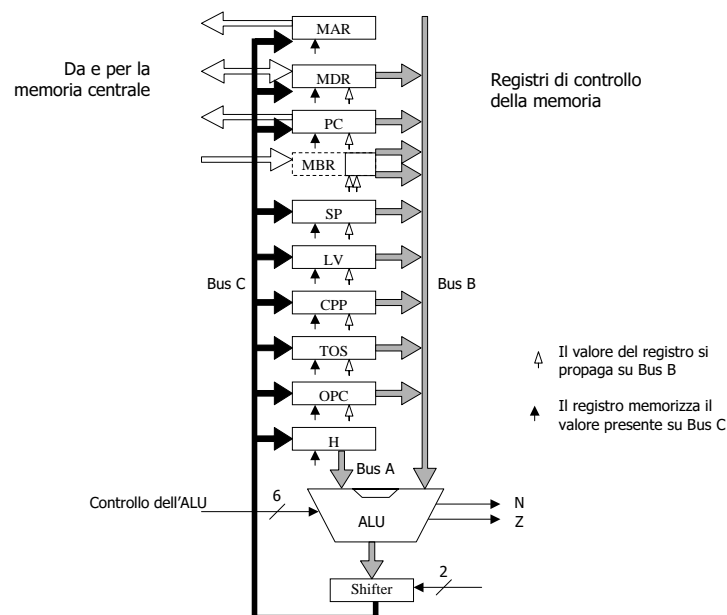 MAR
Da e per la
memoria centrale
MDR
Registri di controllo
della memoria
PC
MBR
SP
LV
Bus C
Bus B
CPP
TOS
Il valore del registro si
propaga su Bus B
OPC
Il registro memorizza il
valore presente su Bus C
H
Bus A
Controllo dell'ALU
6
ALU
N
Z
Shifter
2